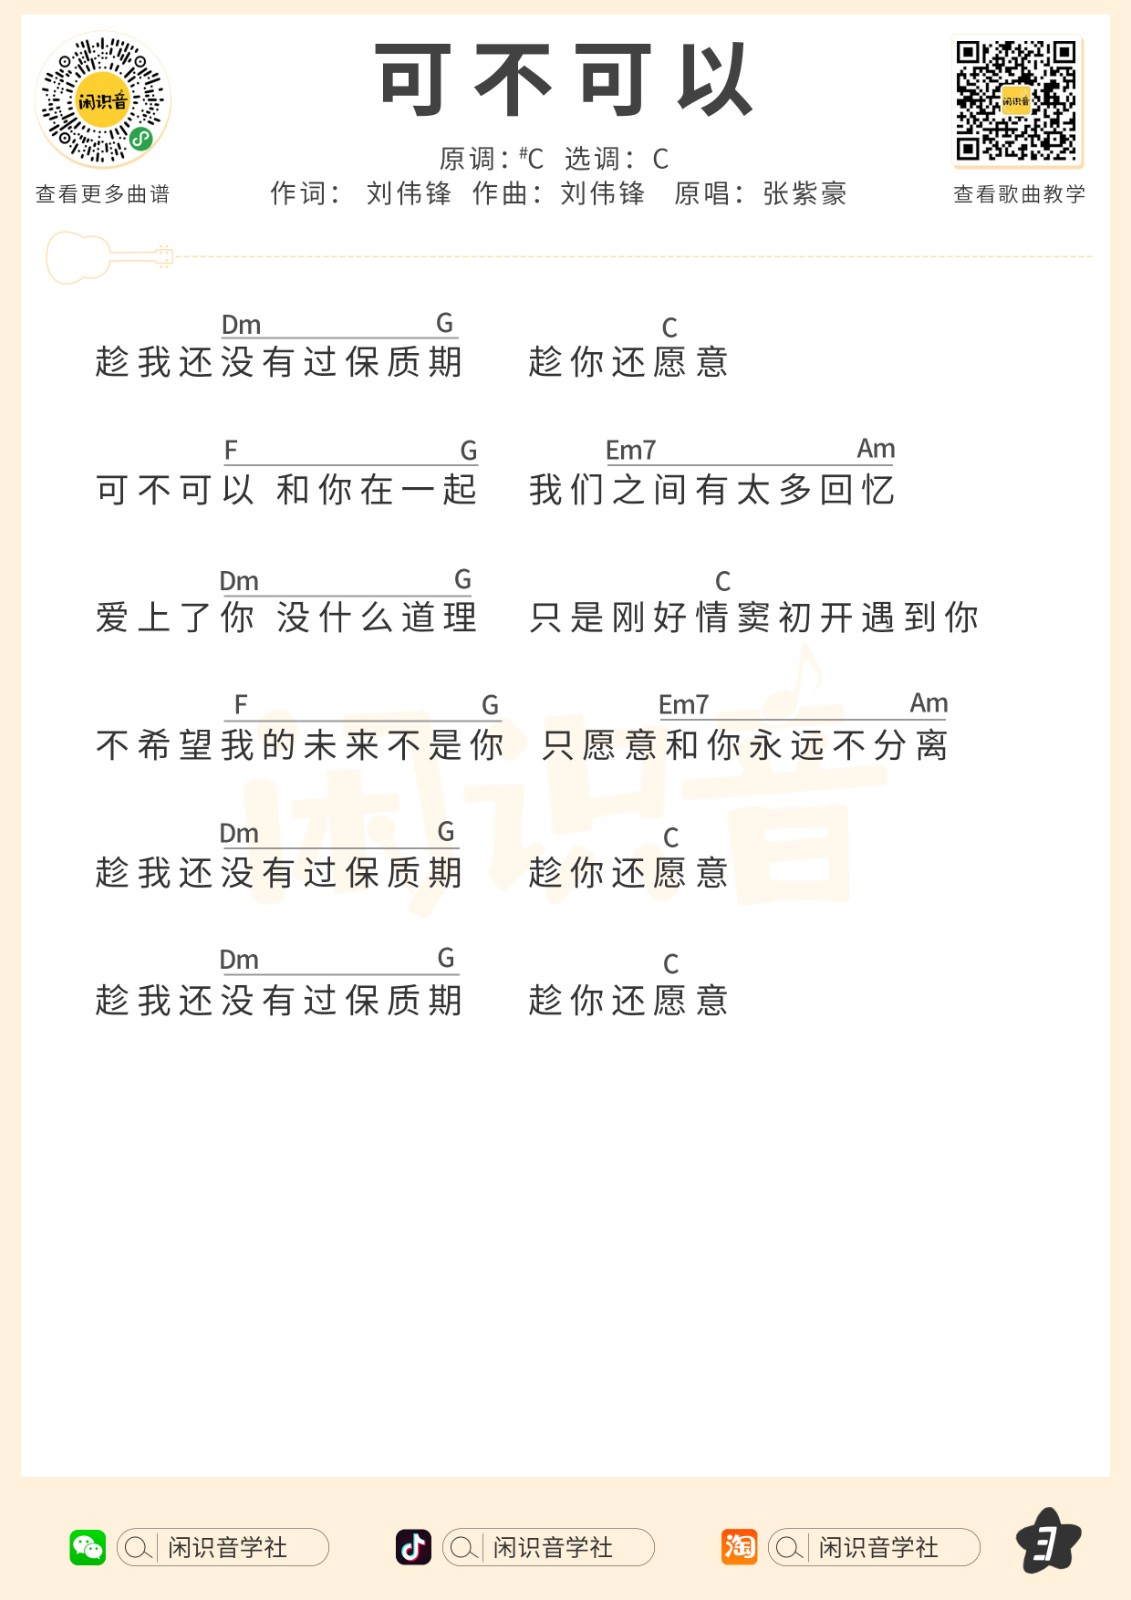 闲识音
查看更多曲谱
可不可以
原调：#C 选调：C
作词： 刘伟锋 作曲：刘伟锋 原唱：张紫豪
闲识音
查看歌曲教学
Dm G C
趁我还没有过保质期 趁你还愿意
F G Em7 Am
可不可以 和你在一起 我们之间有太多回忆
Dm G C
爱上了你 没什么道理 只是刚好情窦初开遇到你
F G Em7 Am
不希望我的未来不是你 只愿意和你永远不分离
闲识音
Dm G C
趁我还没有过保质期 趁你还愿意
Dm G C
趁我还没有过保质期 趁你还愿意
闲识音学社 闲识音学社 淘 闲识音学社 3